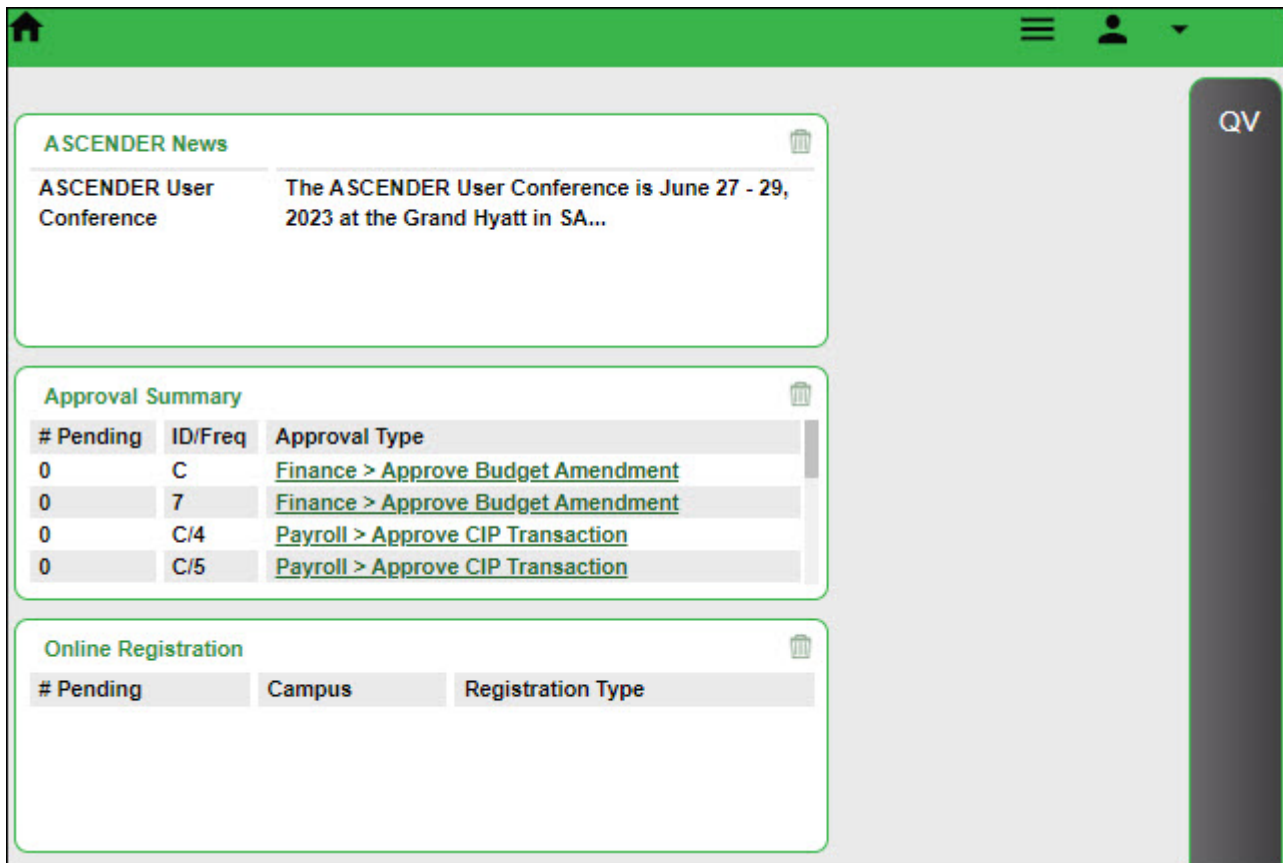 QV
ASCENDER News
ASCENDER User Conference
The ASCENDER User Conference is June 27 - 29,
2023 at the Grand Hyatt in SA...
Approval Summary
# Pending ID/Freq Approval Type
0 C Finance > Approve Budget Amendment
0 7 Finance > Approve Budget Amendment
0 C/4 Payroll > Approve CIP Transaction
0 C/5 Payroll > Approve CIP Transaction
Online Registration
# Pending Campus Registration Type